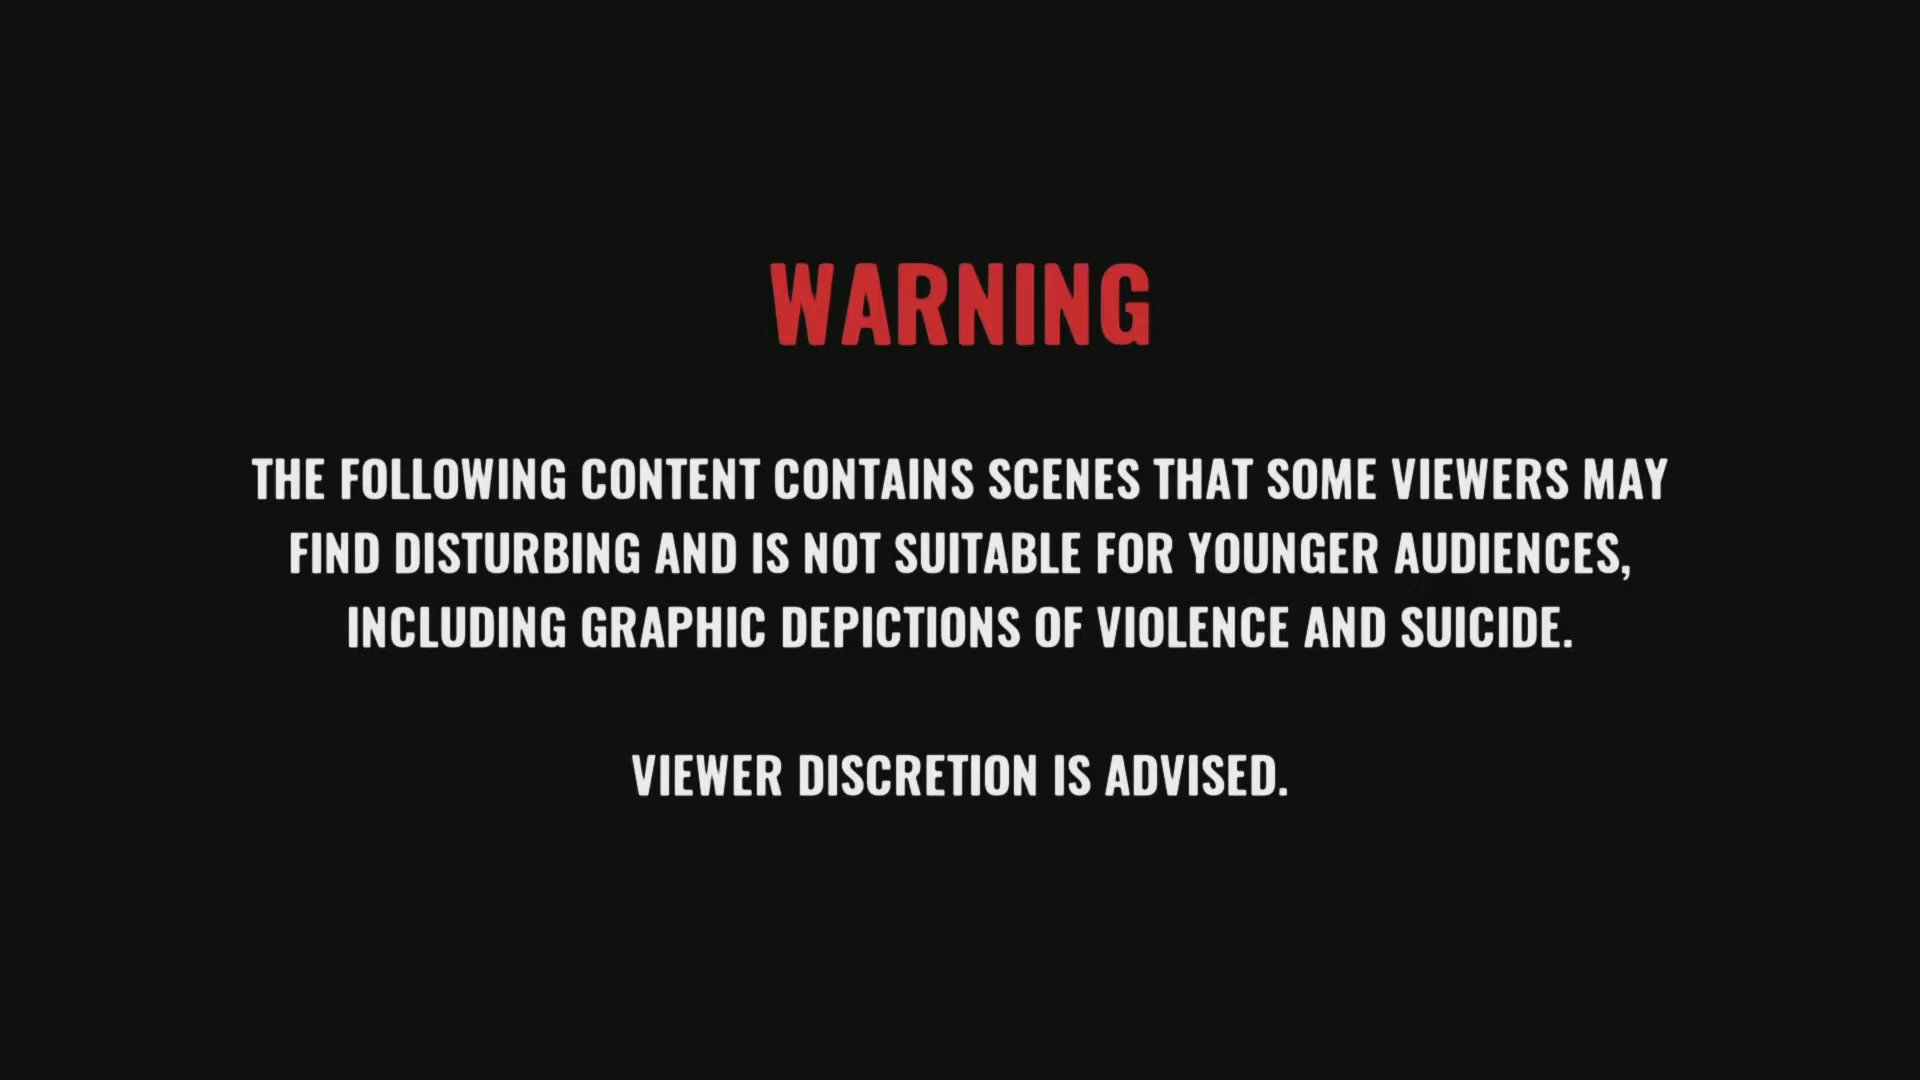 WARNING
THE FOLLOWING CONTENT CONTAINS SCENES THAT SOME VIEWERS MAY
FIND DISTURBING AND IS NOT SUITABLE FOR YOUNGER AUDIENCES,
INCLUDING GRAPHIC DEPICTIONS OF VIOLENCE AND SUICIDE.
VIEWER DISCRETION IS ADVISED.